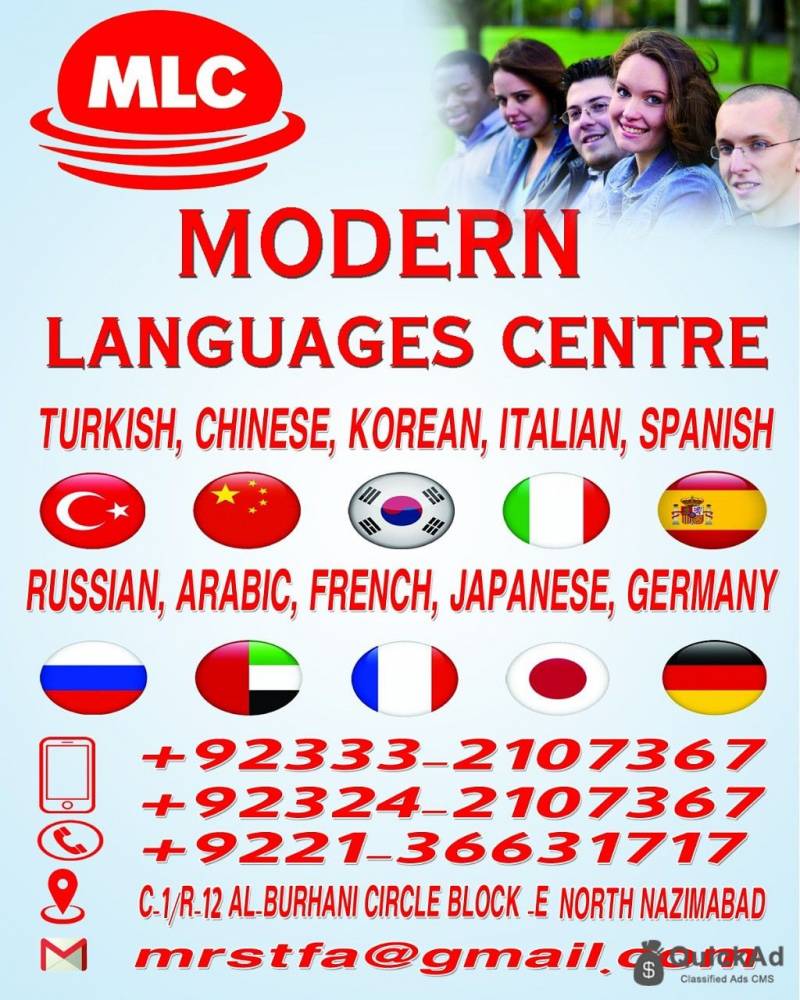 MLC
MODERN
LANGUAGES CENTRE
TURKISH, CHINESE, KOREAN, ITALIAN, SPANISH
RUSSIAN, ARABIC, FRENCH, JAPANESE, GERMANY
+92333-2107367
+92324-2107367
+9221-36631717
C-1/R-12 AL-BURHANI CIRCLE BLOCK -E NORTH NAZIMABAD
mrstfa@gmail.com
QuickAd
Classified Ads CMS